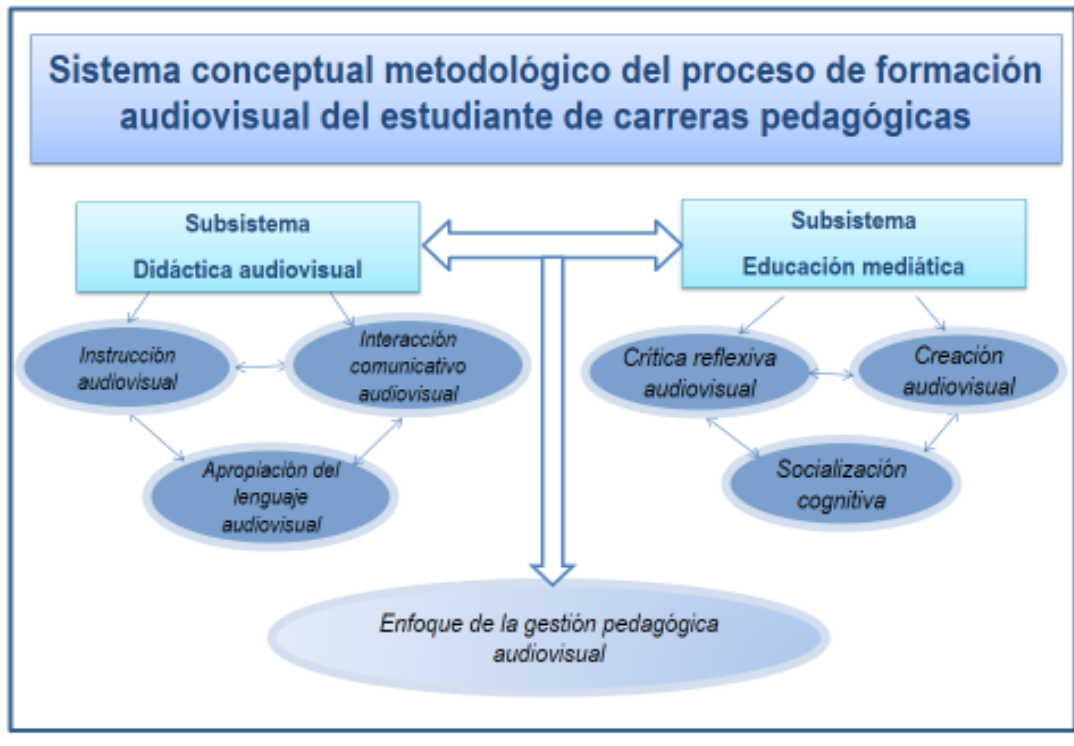 Sistema conceptual metodológico del proceso de formación
audiovisual del estudiante de carreras pedagógicas
Subsistema
Didáctica audiovisual
Subsistema
Educación mediática
Instrucción
audiovisual
Interacción
comunicativo
audiovisual
Apropiación del
lenguaje
audiovisual
Crítica reflexiva
audiovisual
Creación
audiovisual
Socialización
cognitiva
Enfoque de la gestión pedagógica
audiovisual